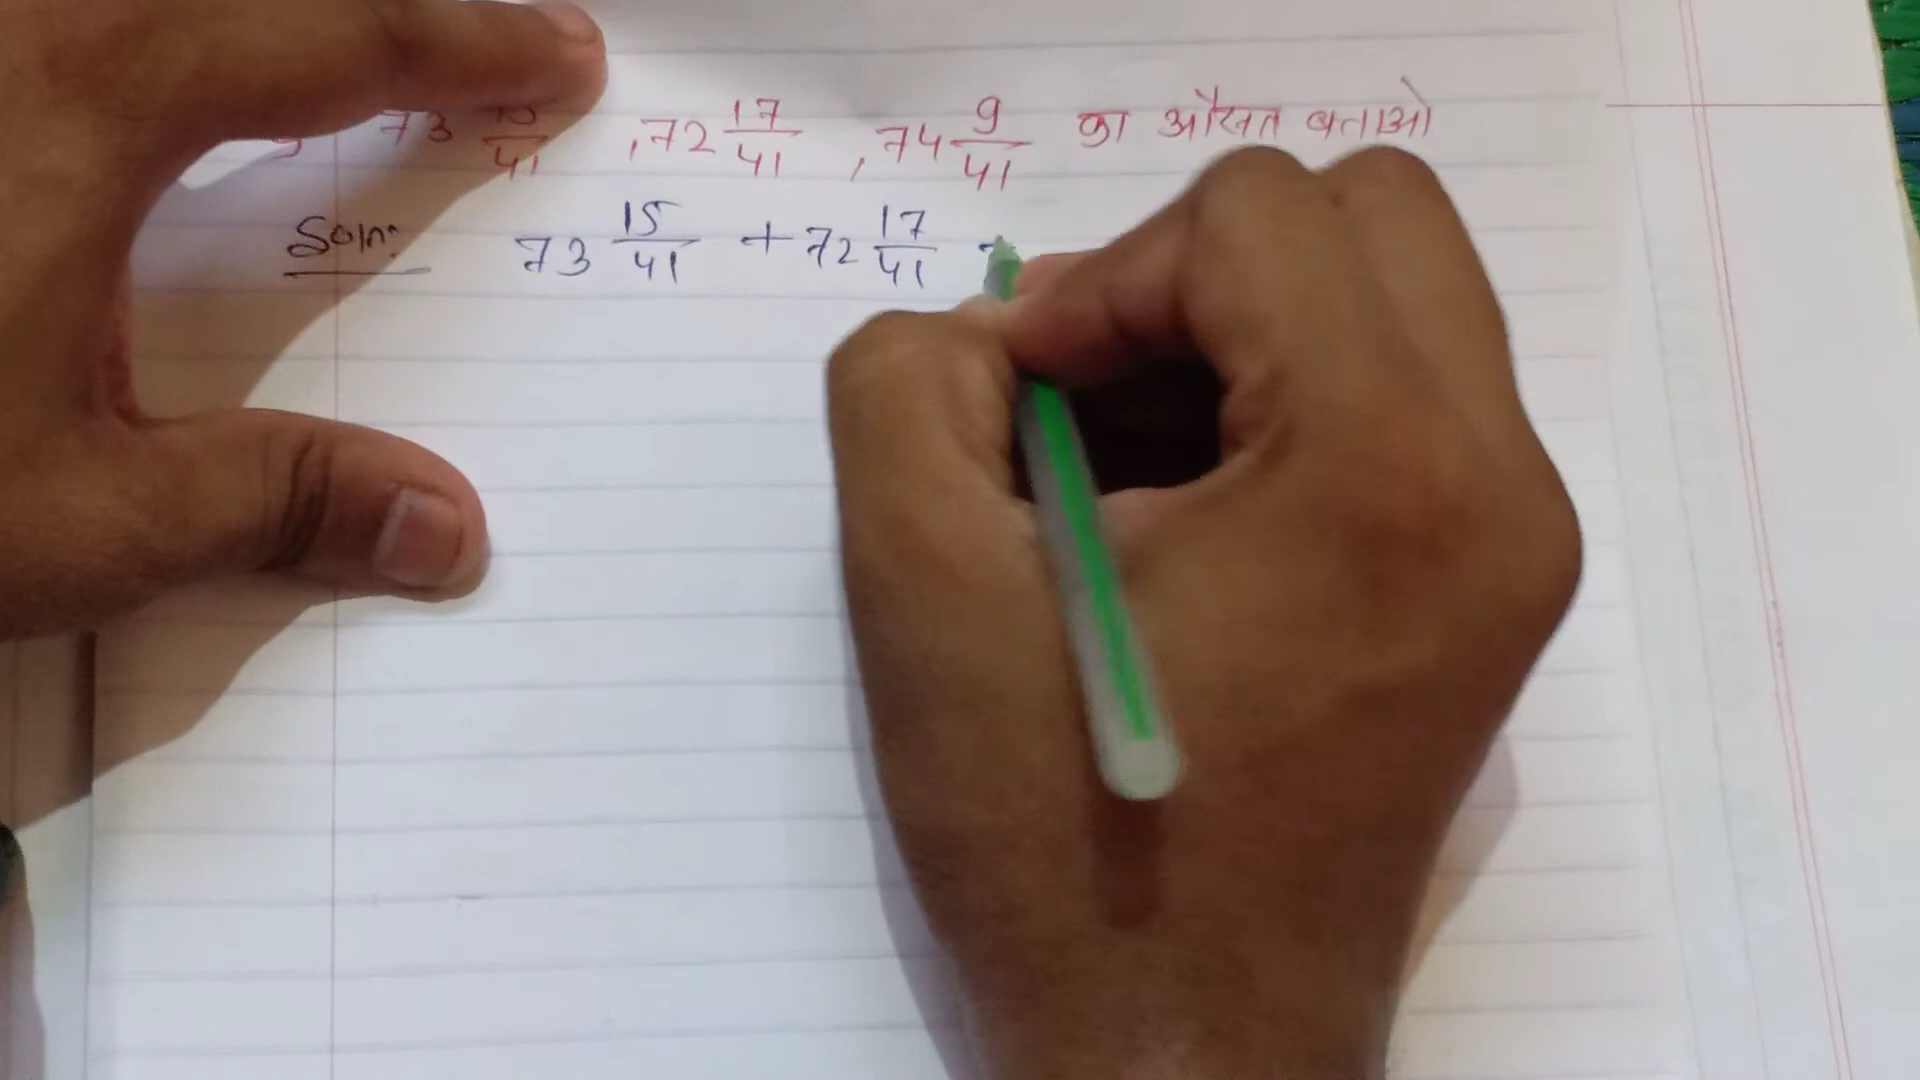 73 15/41 , 72 17/41 , 74 9/41 का औसत बताओ
Soln: 73 15/41 + 72 17/41